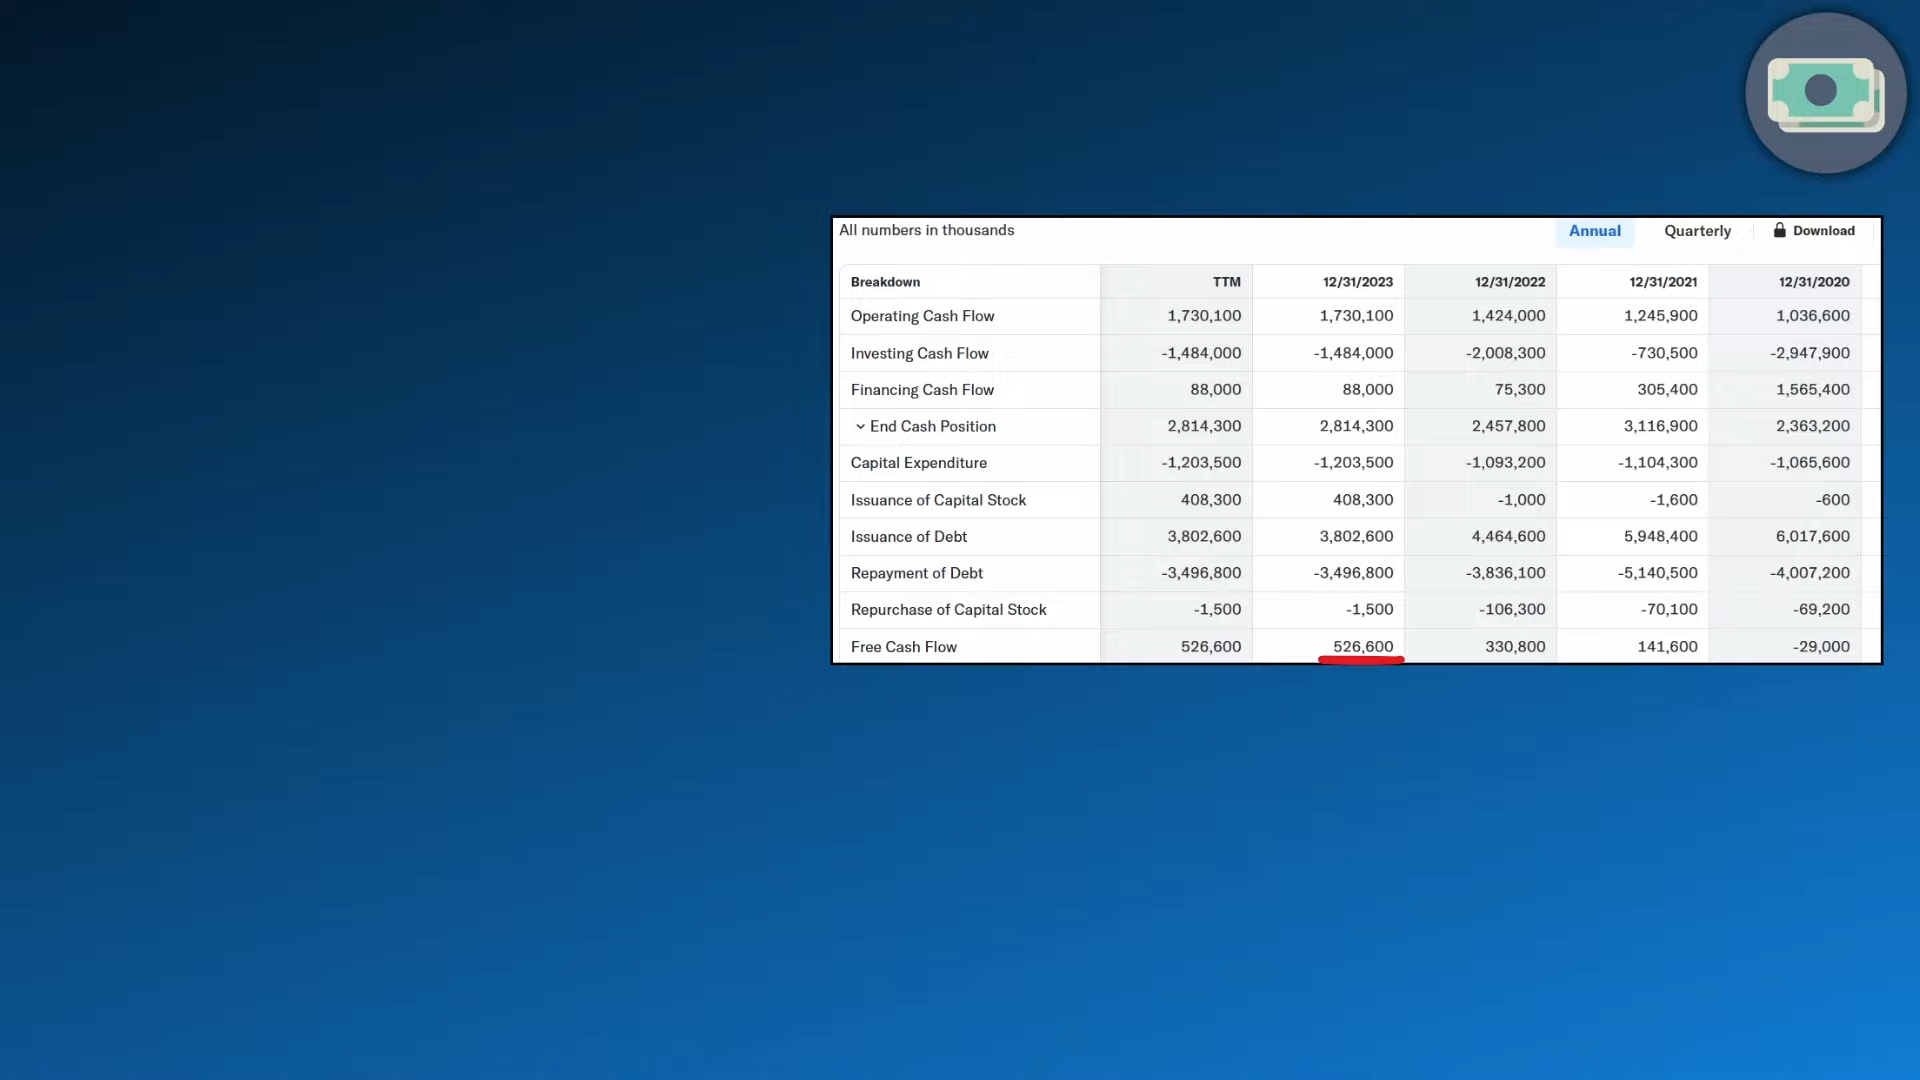 All numbers in thousands Annual Quarterly Download
Breakdown TTM 12/31/2023 12/31/2022 12/31/2021 12/31/2020
Operating Cash Flow 1,730,100 1,730,100 1,424,000 1,245,900 1,036,600
Investing Cash Flow -1,484,000 -1,484,000 -2,008,300 -730,500 -2,947,900
Financing Cash Flow 88,000 88,000 75,300 305,400 1,565,400
End Cash Position 2,814,300 2,814,300 2,457,800 3,116,900 2,363,200
Capital Expenditure -1,203,500 -1,203,500 -1,093,200 -1,104,300 -1,065,600
Issuance of Capital Stock 408,300 408,300 -1,000 -1,600 -600
Issuance of Debt 3,802,600 3,802,600 4,464,600 5,948,400 6,017,600
Repayment of Debt -3,496,800 -3,496,800 -3,836,100 -5,140,500 -4,007,200
Repurchase of Capital Stock -1,500 -1,500 -106,300 -70,100 -69,200
Free Cash Flow 526,600 526,600 330,800 141,600 -29,000